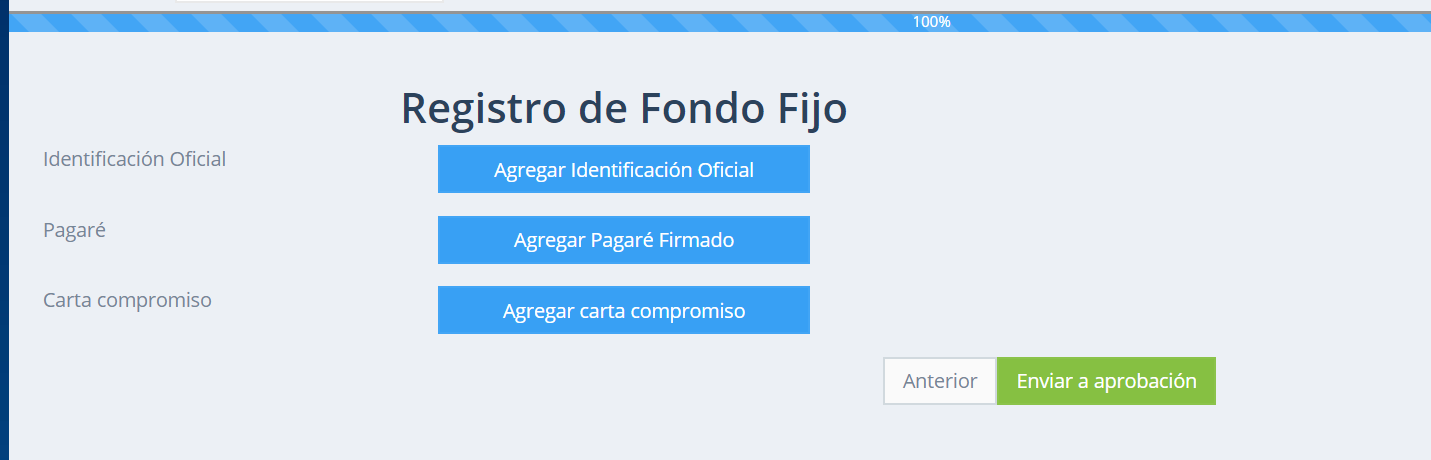 100%
Registro de Fondo Fijo
Identificación Oficial
Agregar Identificación Oficial
Pagaré
Agregar Pagaré Firmado
Carta compromiso
Agregar carta compromiso
Anterior
Enviar a aprobación